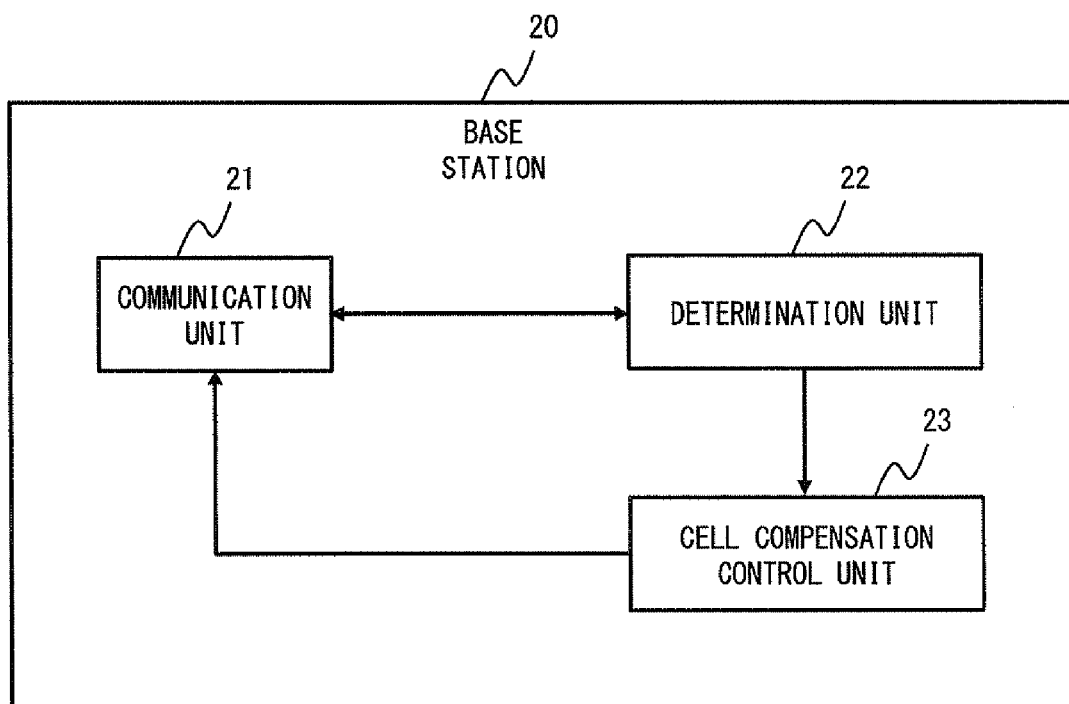 20
BASE
STATION
21
22
COMMUNICATION
UNIT
DETERMINATION UNIT
23
CELL COMPENSATION
CONTROL UNIT